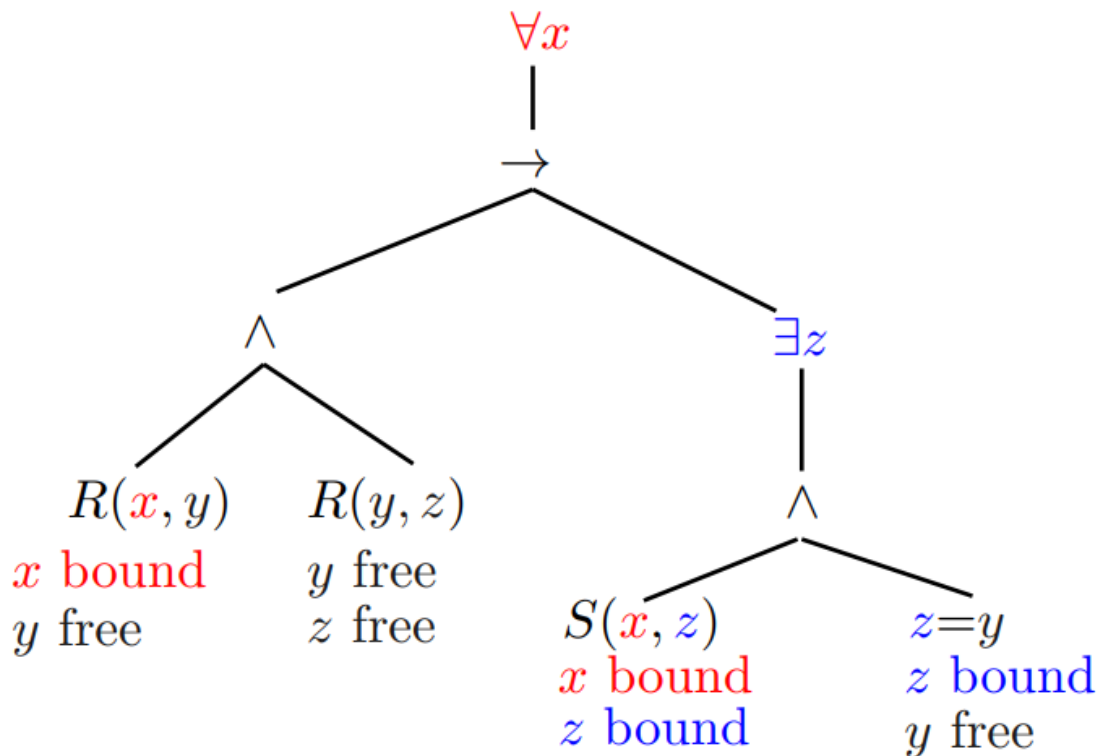 ∀x
→
∧
∃z
R(x, y)
R(y, z)
x bound
y free
y free
z free
∧
S(x, z)
z=y
x bound
z bound
z bound
y free